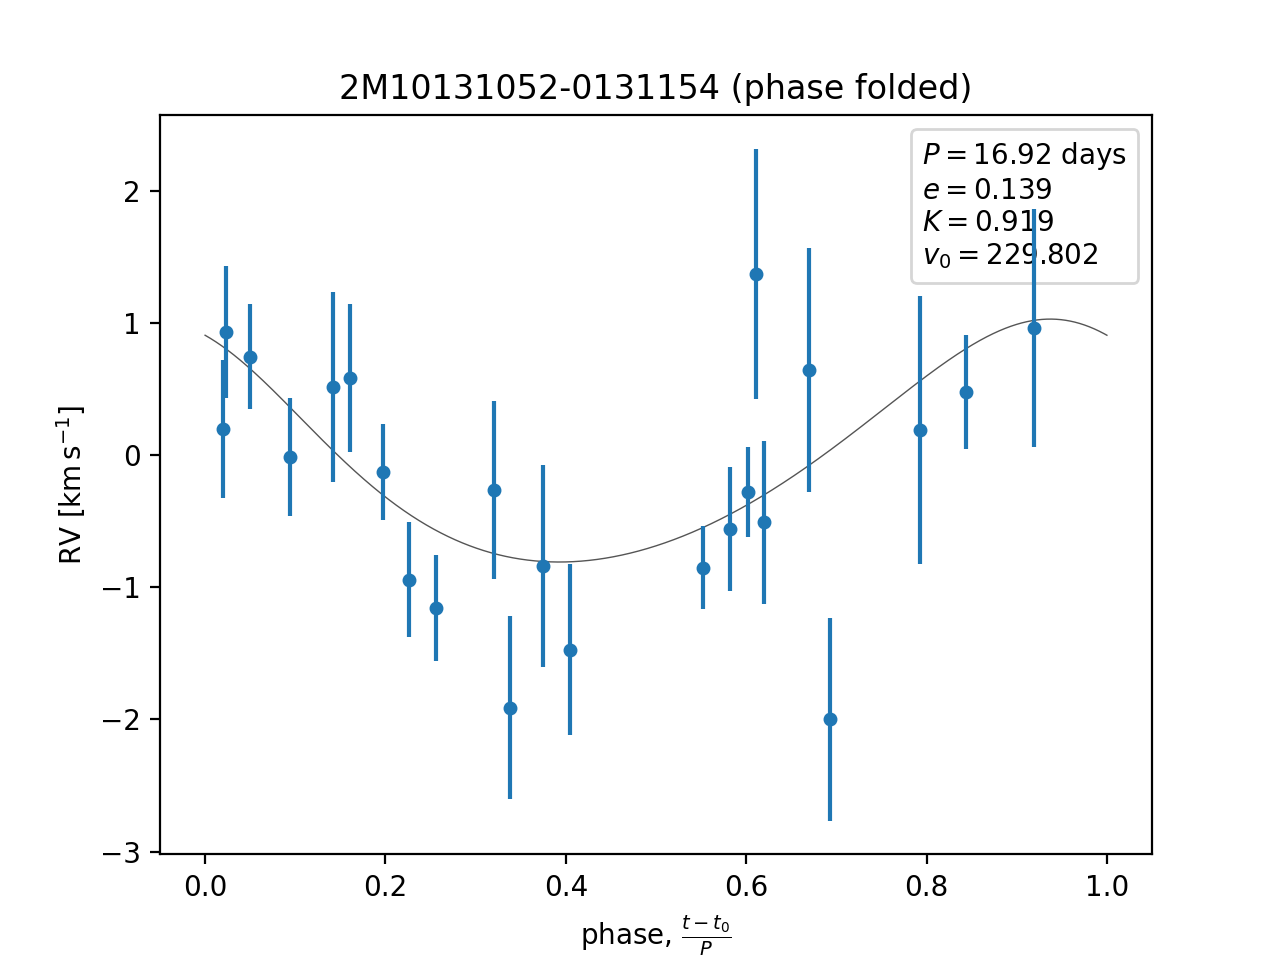 2M10131052-0131154 (phase folded)
P = 16.92 days
e = 0.139
K = 0.919
v₀ = 229.802
RV [km s⁻¹]
2
1
0
−1
−2
−3
0.0 0.2 0.4 0.6 0.8 1.0
phase, (t − t₀)/P